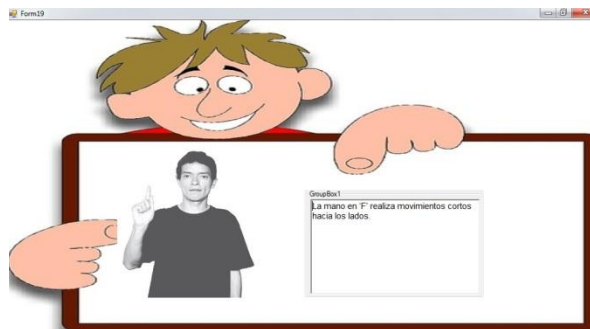 Form19
GroupBox1
La mano en 'F' realiza movimientos cortos
hacia los lados.